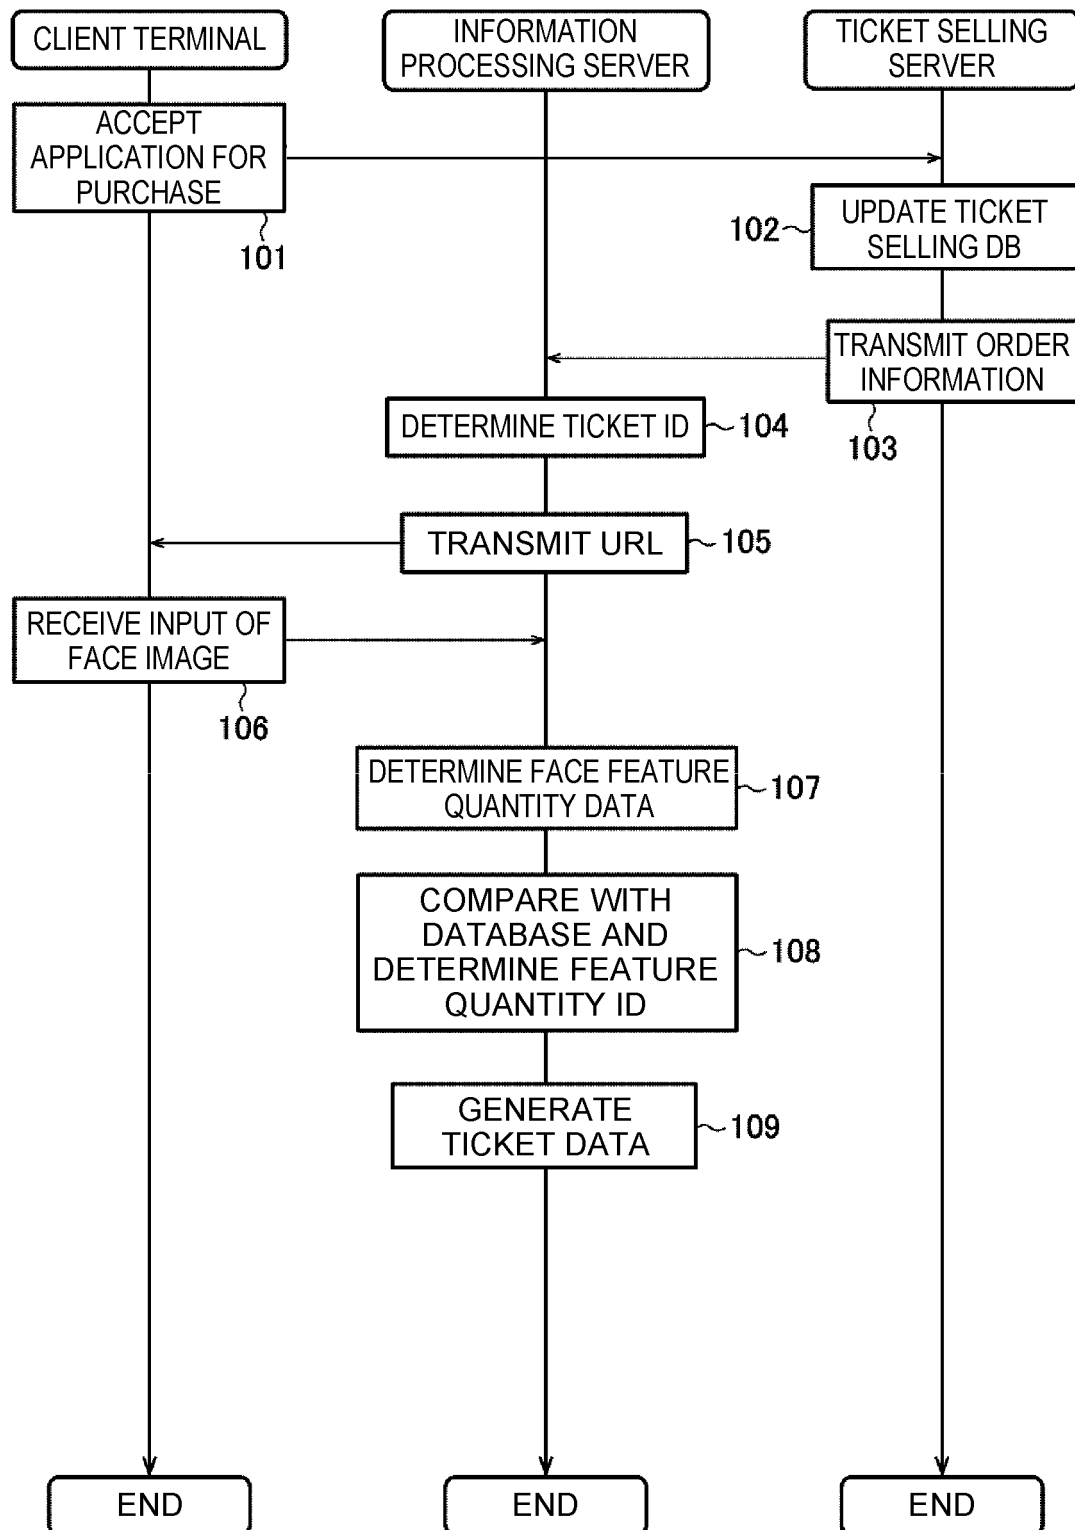 CLIENT TERMINAL
INFORMATION
PROCESSING SERVER
TICKET SELLING
SERVER
ACCEPT
APPLICATION FOR
PURCHASE
101
102
UPDATE TICKET
SELLING DB
TRANSMIT ORDER
INFORMATION
103
DETERMINE TICKET ID
104
TRANSMIT URL
105
RECEIVE INPUT OF
FACE IMAGE
106
DETERMINE FACE FEATURE
QUANTITY DATA
107
COMPARE WITH
DATABASE AND
DETERMINE FEATURE
QUANTITY ID
108
GENERATE
TICKET DATA
109
END
END
END